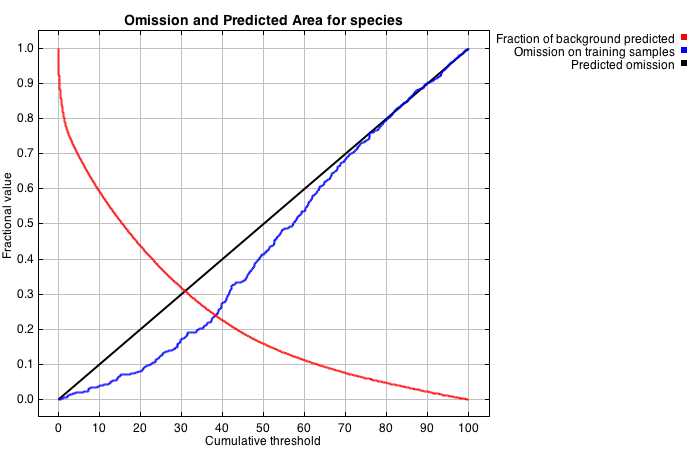 Omission and Predicted Area for species
Fraction of background predicted
Omission on training samples
Predicted omission
Fractional value
1.0
0.9
0.8
0.7
0.6
0.5
0.4
0.3
0.2
0.1
0.0
0 10 20 30 40 50 60 70 80 90 100
Cumulative threshold